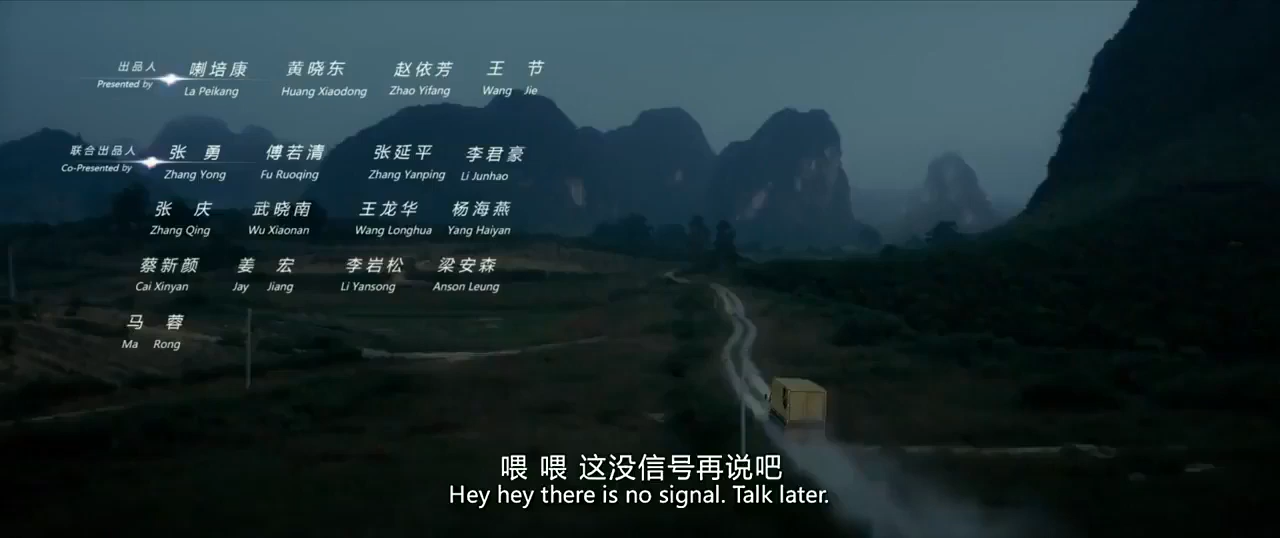 出品人 喇培康 黄晓东 赵依芳 王 节
Presented by La Peikang Huang Xiaodong Zhao Yifang Wang Jie
联合出品人 张 勇 傅若清 张延平 李君豪
Co-Presented by Zhang Yong Fu Ruoqing Zhang Yanping Li Junhao
张 庆 武晓南 王龙华 杨海燕
Zhang Qing Wu Xiaonan Wang Longhua Yang Haiyan
蔡新颜 姜 宏 李岩松 梁安森
Cai Xinyan Jay Jiang Li Yansong Anson Leung
马 蓉
Ma Rong
喂 喂 这没信号再说吧
Hey hey there is no signal. Talk later.